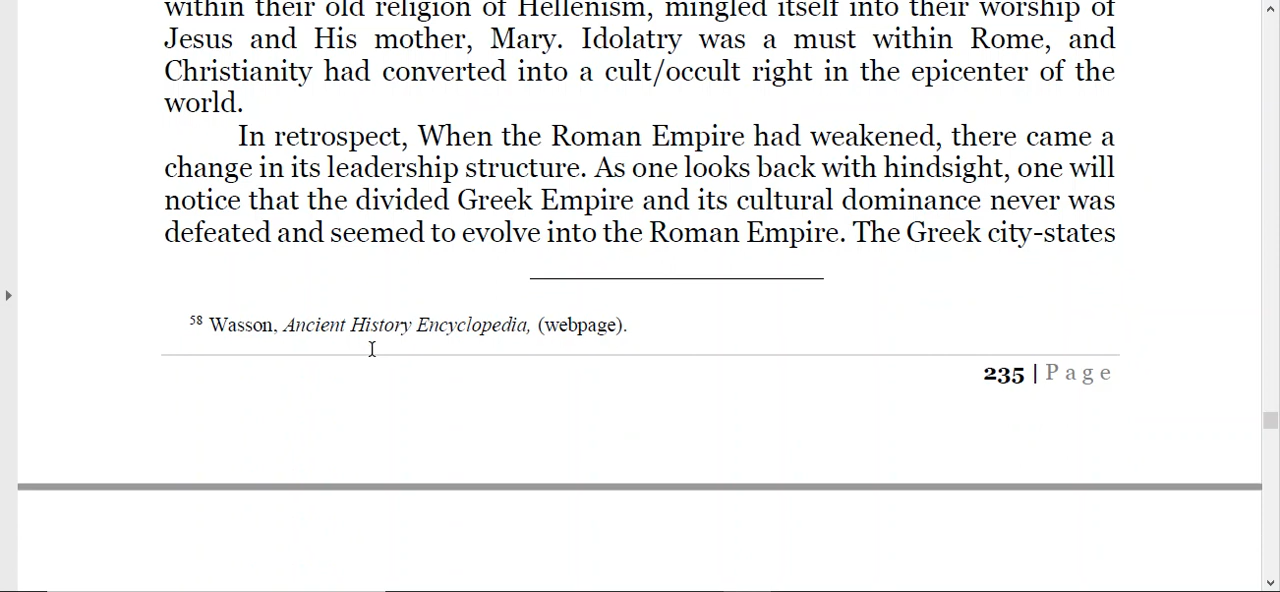 within their old religion of Hellenism, mingled itself into their worship of
Jesus and His mother, Mary. Idolatry was a must within Rome, and
Christianity had converted into a cult/occult right in the epicenter of the
world.
In retrospect, When the Roman Empire had weakened, there came a
change in its leadership structure. As one looks back with hindsight, one will
notice that the divided Greek Empire and its cultural dominance never was
defeated and seemed to evolve into the Roman Empire. The Greek city-states
58 Wasson, Ancient History Encyclopedia, (webpage).
235 | Page